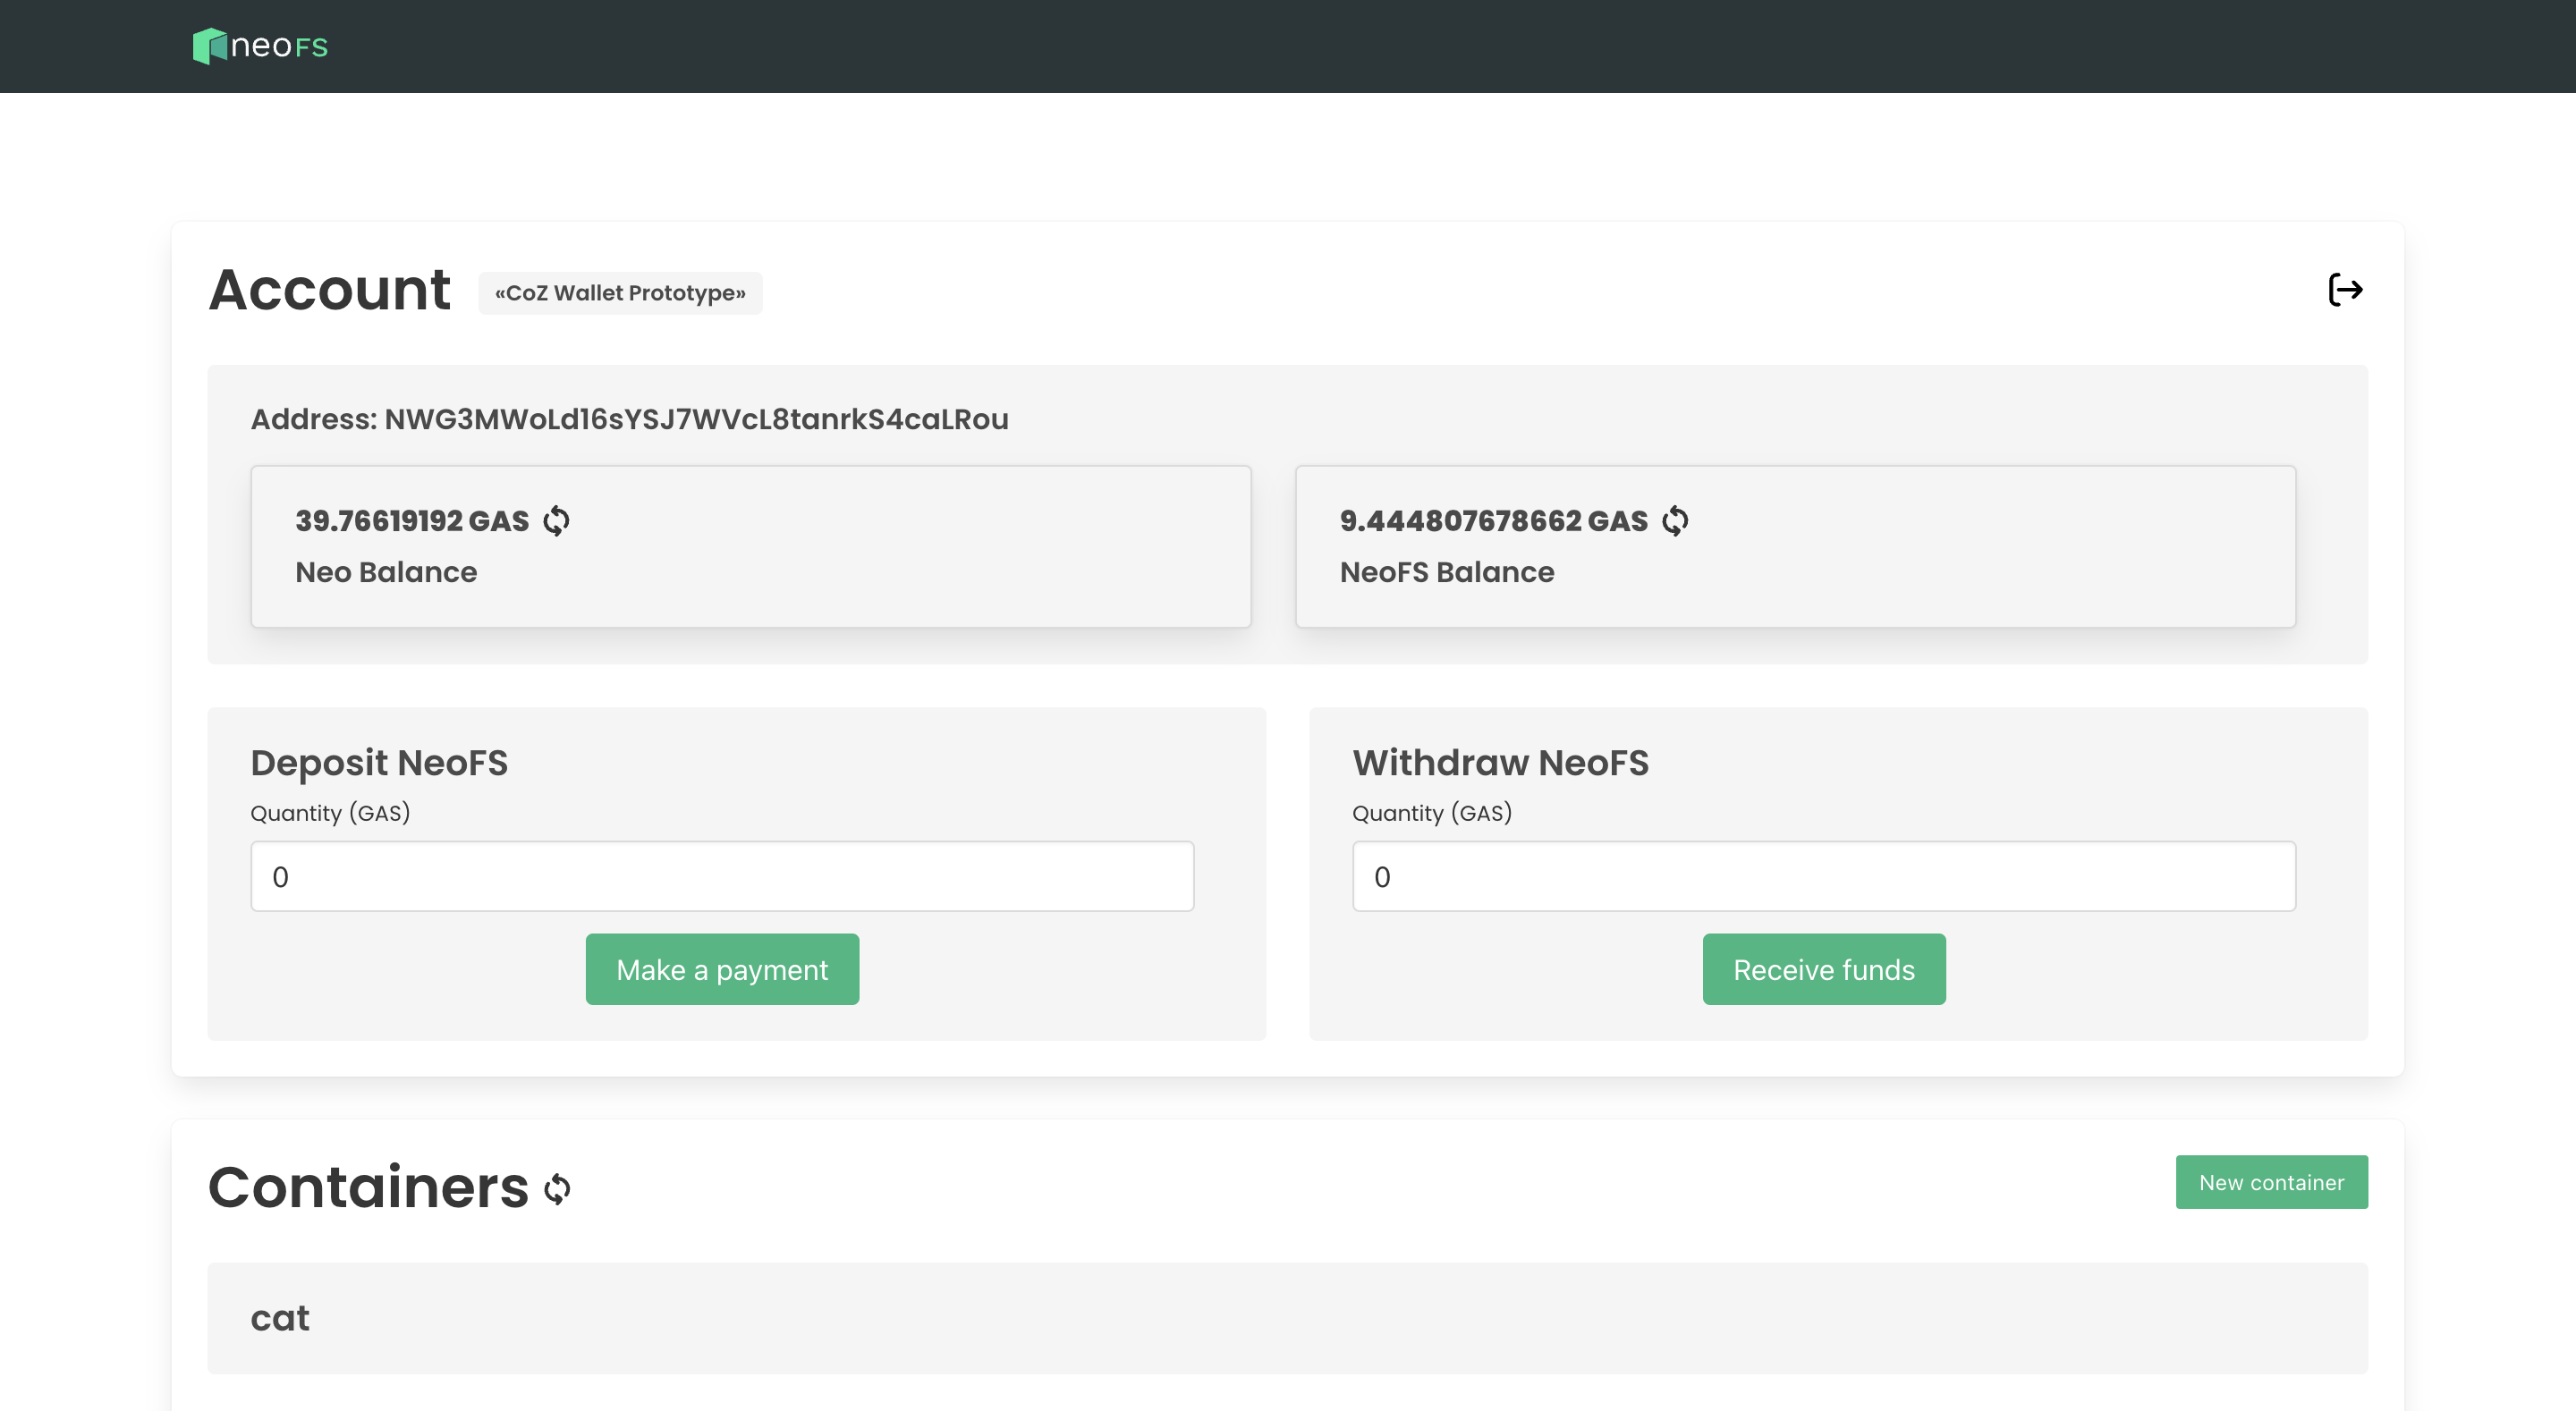 neoFS
Account «CoZ Wallet Prototype»
Address: NWG3MWoLd16sYSJ7WVcL8tanrkS4caLRou
39.76619192 GAS
Neo Balance
9.444807678662 GAS
NeoFS Balance
Deposit NeoFS
Quantity (GAS)
0
Make a payment
Withdraw NeoFS
Quantity (GAS)
0
Receive funds
Containers
New container
cat